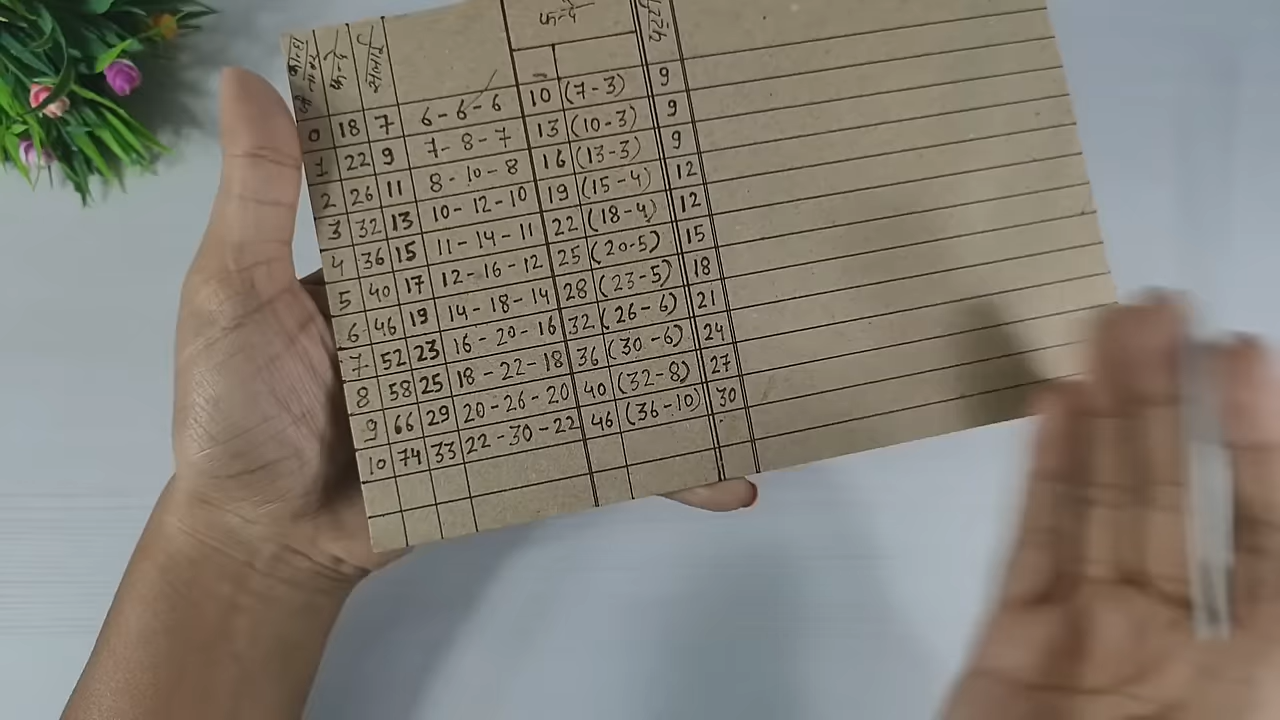 0 18 7 6-6-6 10 (7-3) 9
1 22 9 7-8-7 13 (10-3) 9
2 26 11 8-10-8 16 (13-3) 9
3 32 13 10-12-10 19 (15-4) 12
4 36 15 11-14-11 22 (18-4) 12
5 40 17 12-16-12 25 (20-5) 15
6 46 19 14-18-14 28 (23-5) 18
7 52 23 16-20-16 32 (26-6) 21
8 58 25 18-22-18 36 (30-6) 24
9 66 29 20-26-20 40 (32-8) 27
10 74 33 22-30-22 46 (36-10) 30